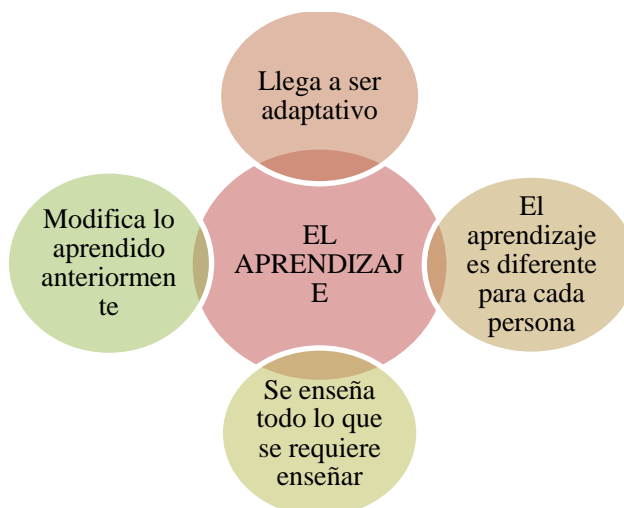 Llega a ser
adaptativo
Modifica lo
aprendido
anteriormen
te
EL
APRENDIZAJ
E
El
aprendizaje
es diferente
para cada
persona
Se enseña
todo lo que
se requiere
enseñar